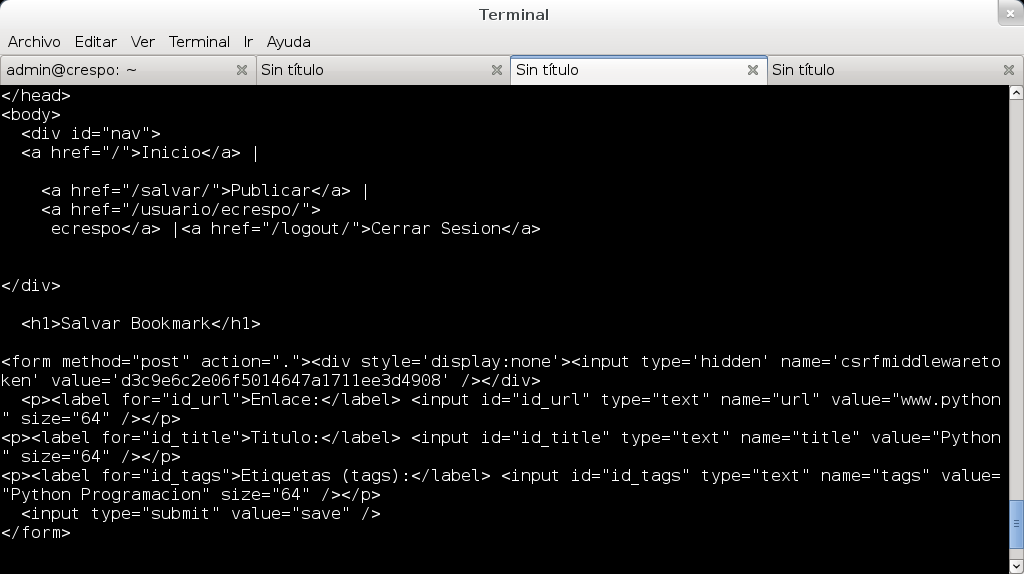 Terminal
Archivo Editar Ver Terminal Ir Ayuda
admin@crespo: ~ Sin título Sin título Sin título
</head>
<body>
  <div id="nav">
  <a href="/">Inicio</a> |
    <a href="/salvar/">Publicar</a> |
    <a href="/usuario/ecrespo/">
     ecrespo</a> |<a href="/logout/">Cerrar Sesion</a>
</div>
  <h1>Salvar Bookmark</h1>
<form method="post" action="."><div style='display:none'><input type='hidden' name='csrfmiddlewareto
ken' value='d3c9e6c2e06f5014647a1711ee3d4908' /></div>
  <p><label for="id_url">Enlace:</label> <input id="id_url" type="text" name="url" value="www.python
" size="64" /></p>
<p><label for="id_title">Titulo:</label> <input id="id_title" type="text" name="title" value="Python
" size="64" /></p>
<p><label for="id_tags">Etiquetas (tags):</label> <input id="id_tags" type="text" name="tags" value=
"Python Programacion" size="64" /></p>
  <input type="submit" value="save" />
</form>